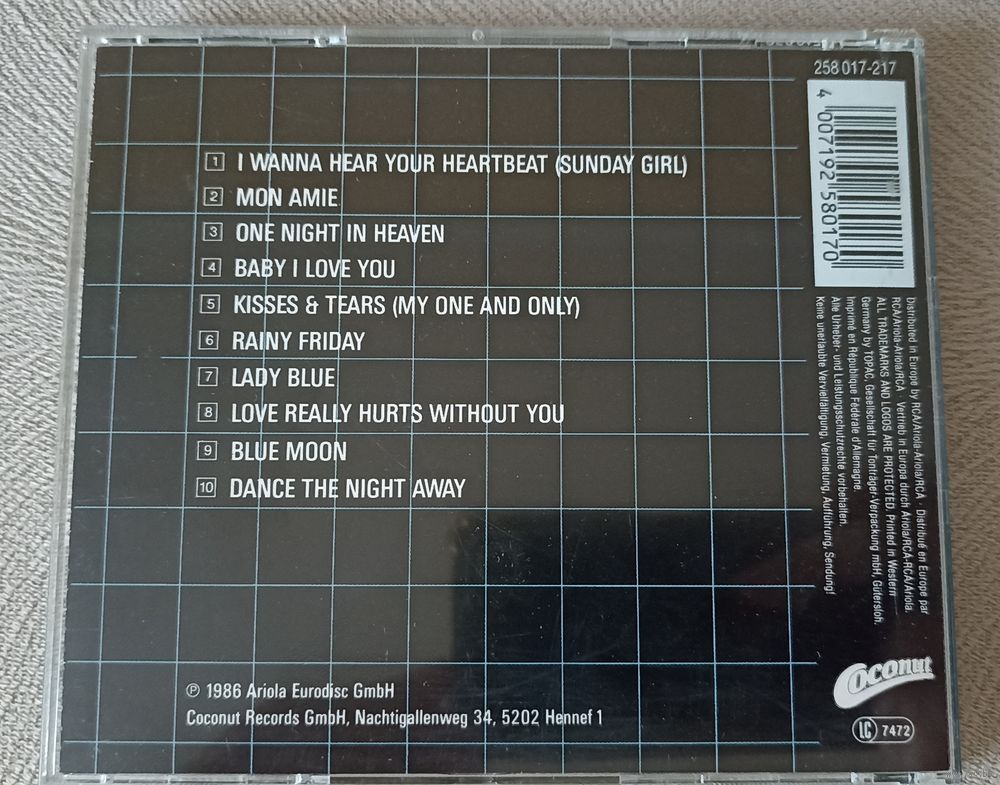 258 017-217
4 007192 580170
1 I WANNA HEAR YOUR HEARTBEAT (SUNDAY GIRL)
2 MON AMIE
3 ONE NIGHT IN HEAVEN
4 BABY I LOVE YOU
5 KISSES & TEARS (MY ONE AND ONLY)
6 RAINY FRIDAY
7 LADY BLUE
8 LOVE REALLY HURTS WITHOUT YOU
9 BLUE MOON
10 DANCE THE NIGHT AWAY
Distributed in Europe by RCA/Ariola-Ariola/RCA · Distribué en Europe par
RCA/Ariola-Ariola/RCA · Vertrieb in Europa durch Ariola/RCA-RCA/Ariola.
ALL TRADEMARKS AND LOGOS ARE PROTECTED. Printed in Western
Germany by TOPAC, Gesellschaft für Tonträger-Verpackung mbH, Gütersloh.
Imprimé en République Fédérale d'Allemagne.
Alle Urheber- und Leistungsschutzrechte vorbehalten.
Keine unerlaubte Vervielfältigung, Vermietung, Aufführung, Sendung!
℗ 1986 Ariola Eurodisc GmbH
Coconut Records GmbH, Nachtigallenweg 34, 5202 Hennef 1
Coconut
LC 7472